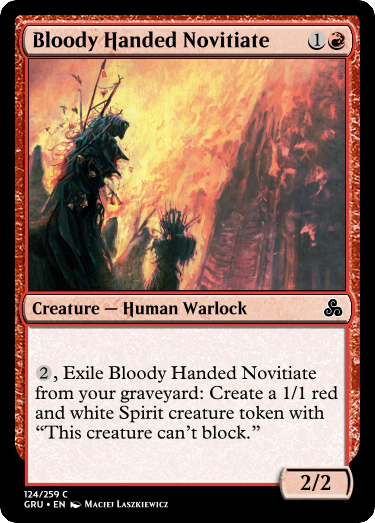 Bloody Handed Novitiate 1
Creature — Human Warlock
2, Exile Bloody Handed Novitiate
from your graveyard: Create a 1/1 red
and white Spirit creature token with
“This creature can’t block.”
2/2
124/259 C
GRU • EN Maciej Laszkiewicz